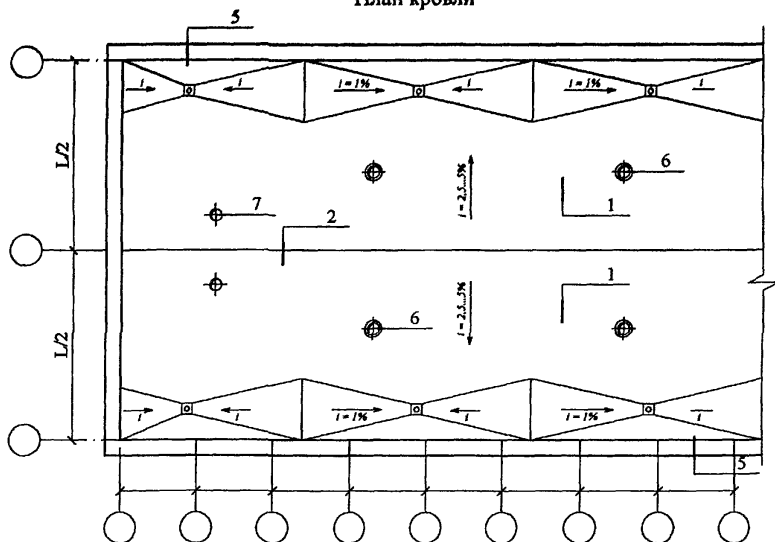 План кровли
5
i
i
i = 1%
i
i = 1%
i
L/2
6
i = 2,5...5%
7
2
1
1
L/2
i = 2,5...5%
6
i
i
i = 1%
i
i = 1%
i
5